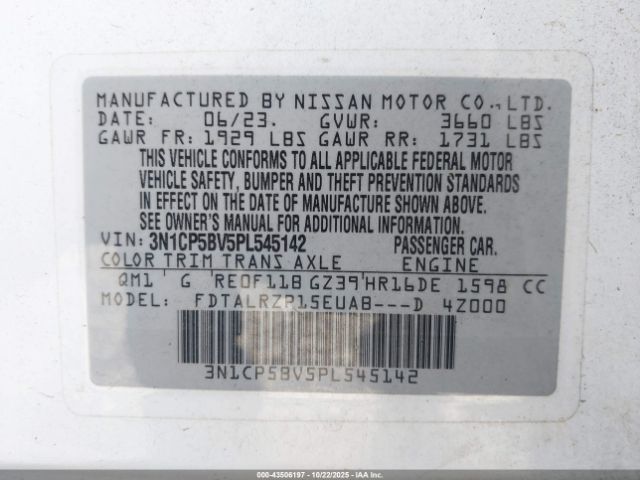 MANUFACTURED BY NISSAN MOTOR CO., LTD.
DATE: 06/23. GVWR: 3660 LBS
GAWR FR: 1929 LBS GAWR RR: 1731 LBS
THIS VEHICLE CONFORMS TO ALL APPLICABLE FEDERAL MOTOR
VEHICLE SAFETY, BUMPER AND THEFT PREVENTION STANDARDS
IN EFFECT ON THE DATE OF MANUFACTURE SHOWN ABOVE.
SEE OWNER'S MANUAL FOR ADDITIONAL INFORMATION.
VIN: 3N1CP5BV5PL545142 PASSENGER CAR.
COLOR TRIM TRANS AXLE ENGINE
QM1 G RE0F11B GZ39 HR16DE 1598 CC
MODEL: FDTALRZP15EUAB---D 4Z000
3N1CP5BV5PL545142
000-43506197 - 10/22/2025 - IAA Inc.